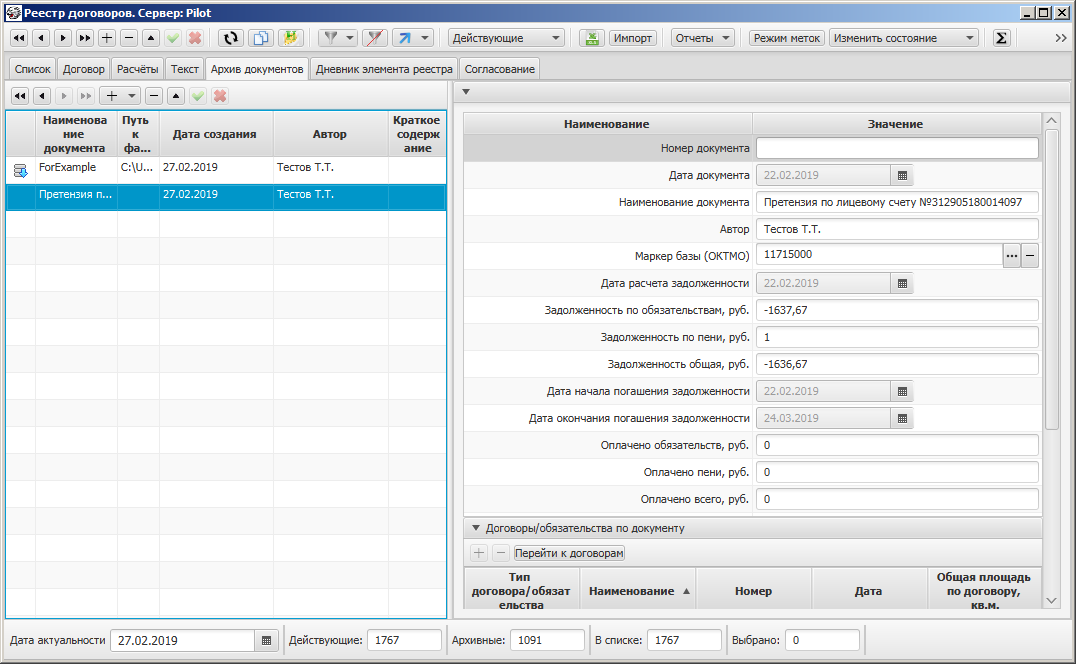 Реестр договоров. Сервер: Pilot
Действующие Импорт Отчеты Режим меток Изменить состояние Σ
Список Договор Расчёты Текст Архив документов Дневник элемента реестра Согласование
Наименова
ние
документа
Путь
к
фа...
Дата создания
Автор
Краткое
содерж
ание
ForExample C:\U... 27.02.2019 Тестов Т.Т.
Претензия п... 27.02.2019 Тестов Т.Т.
Наименование Значение
Номер документа
Дата документа 22.02.2019
Наименование документа Претензия по лицевому счету №312905180014097
Автор Тестов Т.Т.
Маркер базы (ОКТМО) 11715000
Дата расчета задолженности 22.02.2019
Задолженность по обязательствам, руб. -1637,67
Задолженность по пени, руб. 1
Задолженность общая, руб. -1636,67
Дата начала погашения задолженности 22.02.2019
Дата окончания погашения задолженности 24.03.2019
Оплачено обязательств, руб. 0
Оплачено пени, руб. 0
Оплачено всего, руб. 0
Договоры/обязательства по документу
Перейти к договорам
Тип
договора/обязат
ельства
Наименование
Номер
Дата
Общая площадь
по договору,
кв.м.
Дата актуальности 27.02.2019 Действующие: 1767 Архивные: 1091 В списке: 1767 Выбрано: 0